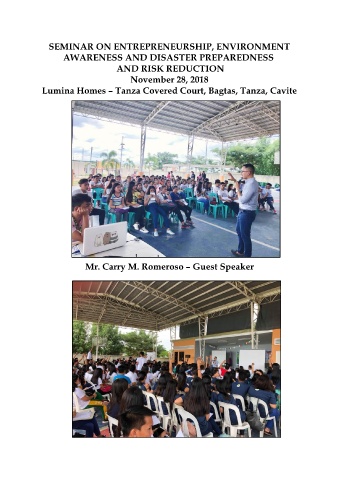 SEMINAR ON ENTREPRENEURSHIP, ENVIRONMENT
AWARENESS AND DISASTER PREPAREDNESS
AND RISK REDUCTION
November 28, 2018
Lumina Homes – Tanza Covered Court, Bagtas, Tanza, Cavite
Mr. Carry M. Romeroso – Guest Speaker